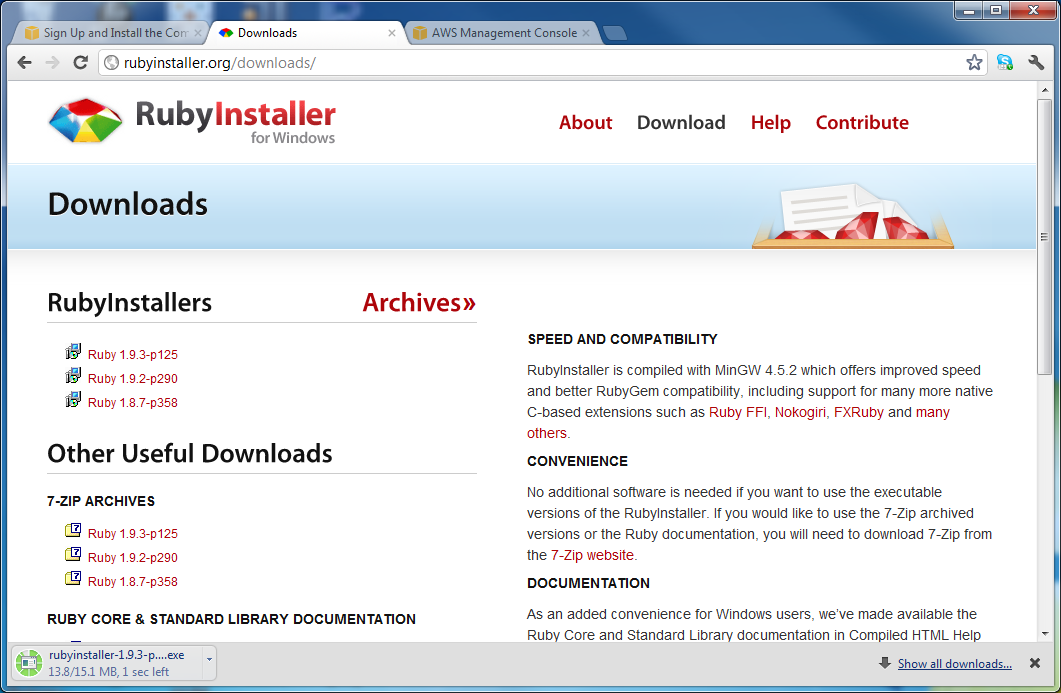 Sign Up and Install the Com
Downloads
AWS Management Console
rubyinstaller.org/downloads/
RubyInstaller
for Windows
About
Download
Help
Contribute
Downloads
RubyInstallers
Archives»
Ruby 1.9.3-p125
Ruby 1.9.2-p290
Ruby 1.8.7-p358
Other Useful Downloads
7-ZIP ARCHIVES
Ruby 1.9.3-p125
Ruby 1.9.2-p290
Ruby 1.8.7-p358
RUBY CORE & STANDARD LIBRARY DOCUMENTATION
SPEED AND COMPATIBILITY
RubyInstaller is compiled with MinGW 4.5.2 which offers improved speed
and better RubyGem compatibility, including support for many more native
C-based extensions such as Ruby FFI, Nokogiri, FXRuby and many
others.
CONVENIENCE
No additional software is needed if you want to use the executable
versions of the RubyInstaller. If you would like to use the 7-Zip archived
versions or the Ruby documentation, you will need to download 7-Zip from
the 7-Zip website.
DOCUMENTATION
As an added convenience for Windows users, we've made available the
Ruby Core and Standard Library documentation in Compiled HTML Help
rubyinstaller-1.9.3-p....exe
13.8/15.1 MB, 1 sec left
Show all downloads...